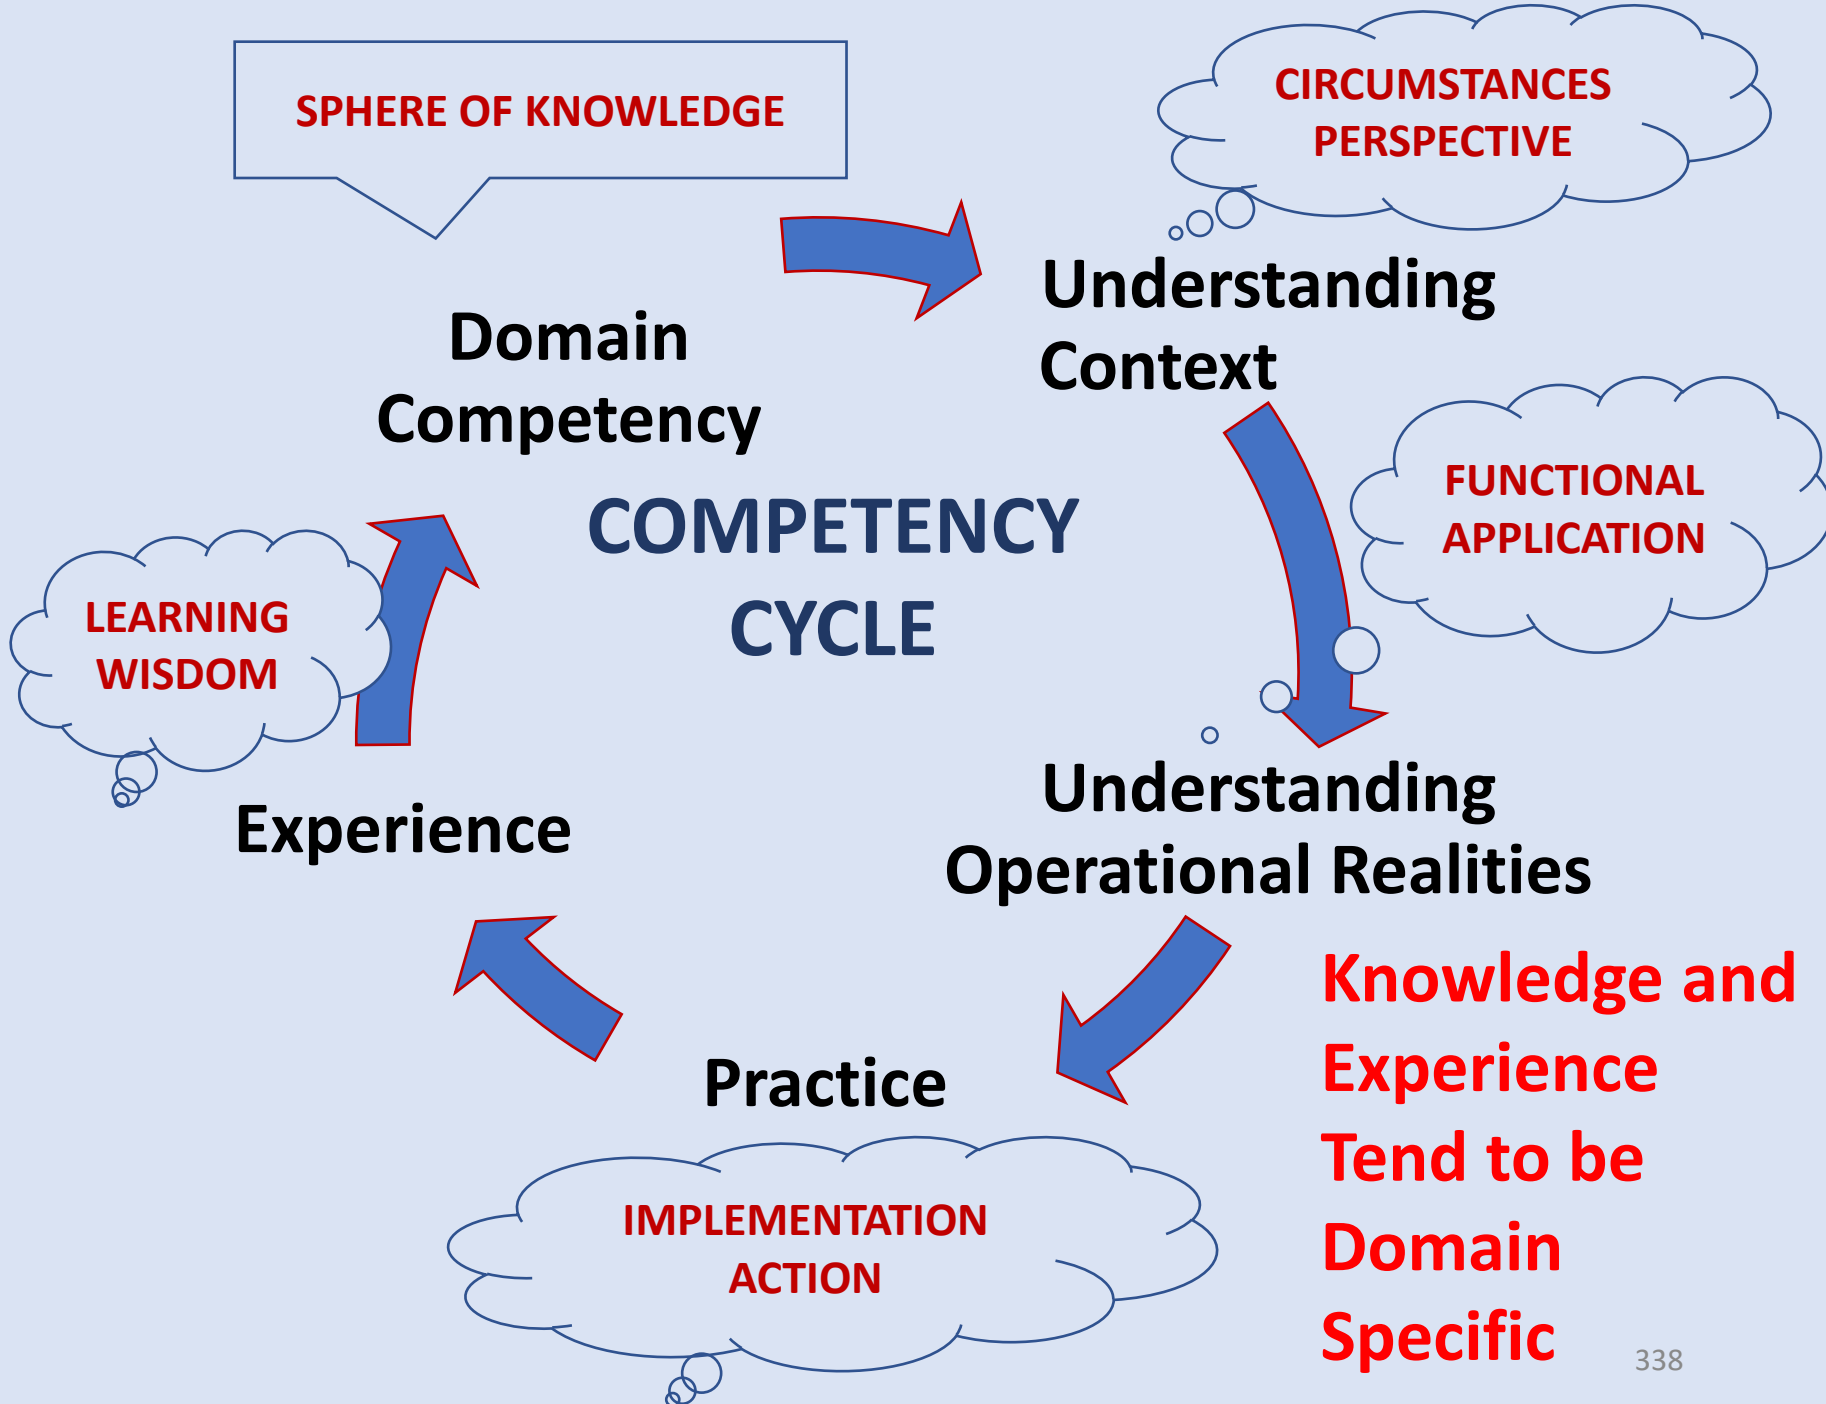 SPHERE OF KNOWLEDGE
CIRCUMSTANCES
PERSPECTIVE
Domain
Competency
Understanding
Context
COMPETENCY
CYCLE
FUNCTIONAL
APPLICATION
LEARNING
WISDOM
Experience
Understanding
Operational Realities
Practice
IMPLEMENTATION
ACTION
Knowledge and
Experience
Tend to be
Domain
Specific
338